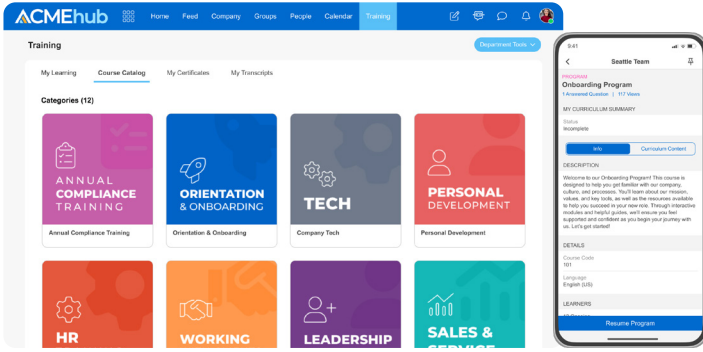 ACMEhub
Home Feed Company Groups People Calendar Training
Training
Department Tools
My Learning Course Catalog My Certificates My Transcripts
Categories (12)
ANNUAL
COMPLIANCE
TRAINING
Annual Compliance Training
ORIENTATION
& ONBOARDING
Orientation & Onboarding
TECH
Company Tech
PERSONAL
DEVELOPMENT
Personal Development
HR
WORKING
LEADERSHIP
SALES &
SERVICE
9:41
Seattle Team
PROGRAM
Onboarding Program
1 Answered Question | 117 Views
MY CURRICULUM SUMMARY
Status
Incomplete
Info Curriculum Content
DESCRIPTION
Welcome to our Onboarding Program! This course is
designed to help you get familiar with our company,
culture, and processes. You'll learn about our mission,
values, and key tools, as well as the resources available
to help you succeed in your new role. Through interactive
modules and helpful guides, we'll ensure you feel
supported and confident as you begin your journey with
us. Let's get started!
DETAILS
Course Code
101
Language
English (US)
LEARNERS
Resume Program